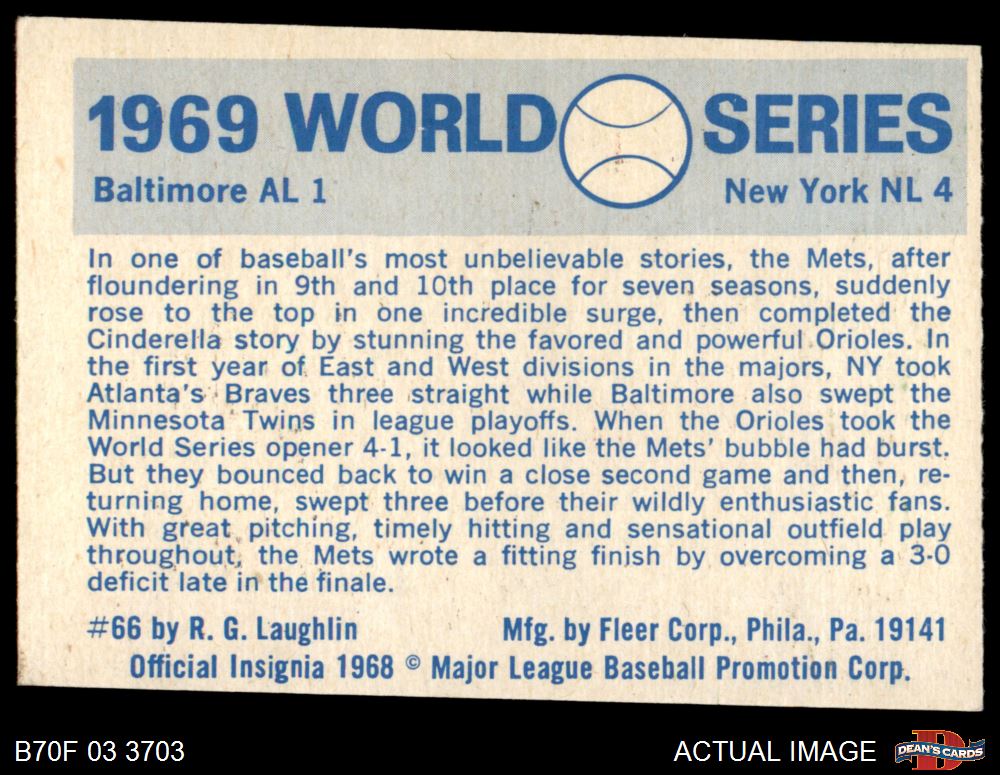 1969 WORLD SERIES
Baltimore AL 1 New York NL 4
In one of baseball's most unbelievable stories, the Mets, after
floundering in 9th and 10th place for seven seasons, suddenly
rose to the top in one incredible surge, then completed the
Cinderella story by stunning the favored and powerful Orioles. In
the first year of East and West divisions in the majors, NY took
Atlanta's Braves three straight while Baltimore also swept the
Minnesota Twins in league playoffs. When the Orioles took the
World Series opener 4-1, it looked like the Mets' bubble had burst.
But they bounced back to win a close second game and then, re-
turning home, swept three before their wildly enthusiastic fans.
With great pitching, timely hitting and sensational outfield play
throughout, the Mets wrote a fitting finish by overcoming a 3-0
deficit late in the finale.
#66 by R. G. Laughlin Mfg. by Fleer Corp., Phila., Pa. 19141
Official Insignia 1968 © Major League Baseball Promotion Corp.
B70F 03 3703 ACTUAL IMAGE DEAN'S CARDS